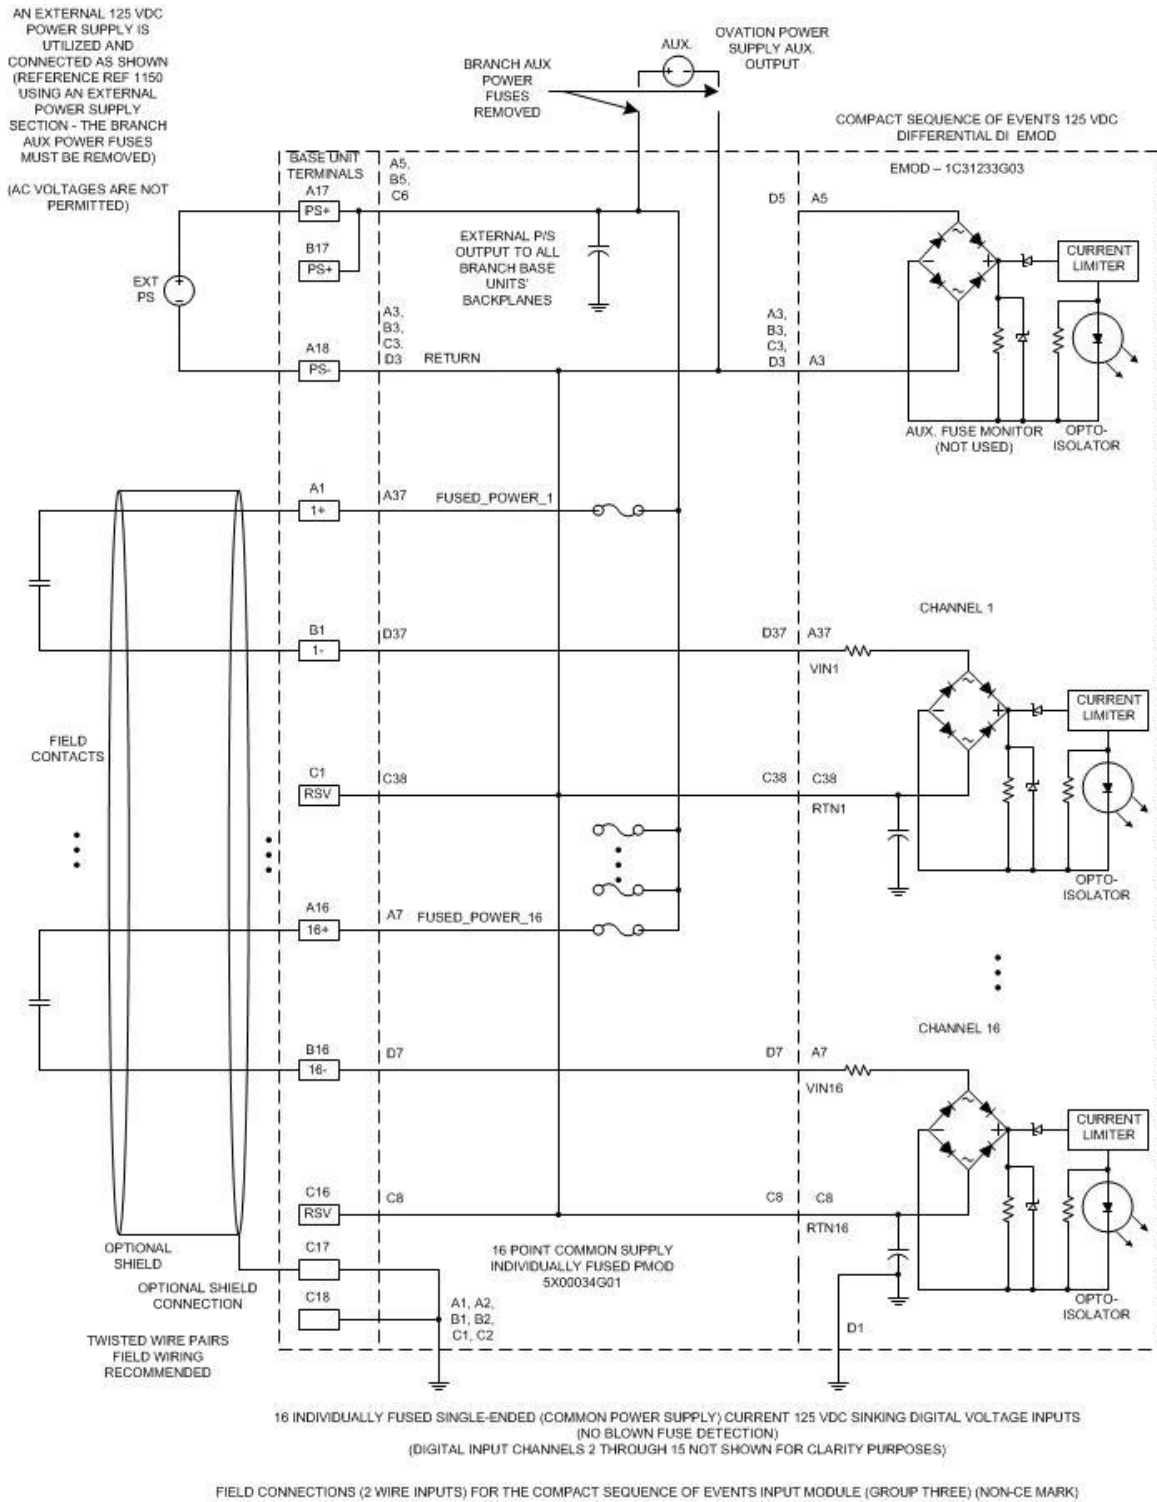 AN EXTERNAL 125 VDC
POWER SUPPLY IS
UTILIZED AND
CONNECTED AS SHOWN
(REFERENCE REF 1150
USING AN EXTERNAL
POWER SUPPLY
SECTION - THE BRANCH
AUX POWER FUSES
MUST BE REMOVED)
(AC VOLTAGES ARE NOT
PERMITTED)
BRANCH AUX
POWER
FUSES
REMOVED
AUX.
+ -
OVATION POWER
SUPPLY AUX.
OUTPUT
COMPACT SEQUENCE OF EVENTS 125 VDC
DIFFERENTIAL DI EMOD
EMOD – 1C31233G03
BASE UNIT
TERMINALS
A17
PS+
B17
PS+
A5,
B5,
C6
EXT
PS
+
-
EXTERNAL P/S
OUTPUT TO ALL
BRANCH BASE
UNITS'
BACKPLANES
A3,
B3,
C3.
D3
RETURN
A18
PS-
D5
A5
A3,
B3,
C3,
D3
A3
~
-
+
~
CURRENT
LIMITER
AUX. FUSE MONITOR
(NOT USED)
OPTO-
ISOLATOR
A1
1+
A37
FUSED_POWER_1
B1
1-
D37
D37
A37
VIN1
CHANNEL 1
~
-
+
~
CURRENT
LIMITER
FIELD
CONTACTS
C1
RSV
C38
C38
C38
RTN1
OPTO-
ISOLATOR
A16
16+
A7
FUSED_POWER_16
CHANNEL 16
B16
16-
D7
D7
A7
VIN16
~
-
+
~
CURRENT
LIMITER
C16
RSV
C8
C8
C8
RTN16
OPTO-
ISOLATOR
OPTIONAL
SHIELD
C17
OPTIONAL SHIELD
CONNECTION
C18
16 POINT COMMON SUPPLY
INDIVIDUALLY FUSED PMOD
5X00034G01
A1, A2,
B1, B2,
C1, C2
D1
TWISTED WIRE PAIRS
FIELD WIRING
RECOMMENDED
16 INDIVIDUALLY FUSED SINGLE-ENDED (COMMON POWER SUPPLY) CURRENT 125 VDC SINKING DIGITAL VOLTAGE INPUTS
(NO BLOWN FUSE DETECTION)
(DIGITAL INPUT CHANNELS 2 THROUGH 15 NOT SHOWN FOR CLARITY PURPOSES)
FIELD CONNECTIONS (2 WIRE INPUTS) FOR THE COMPACT SEQUENCE OF EVENTS INPUT MODULE (GROUP THREE) (NON-CE MARK)